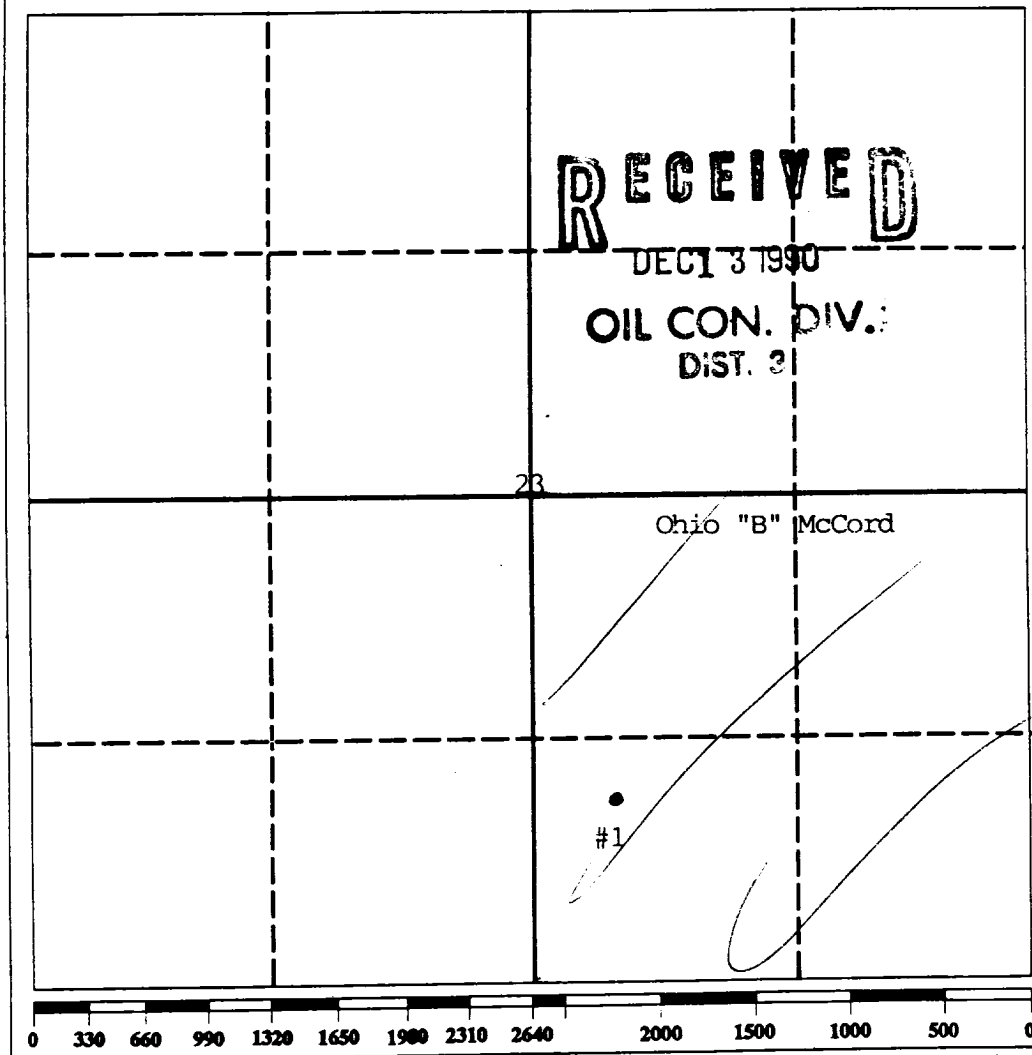 RECEIVED
DEC 13 1990
OIL CON. DIV.
DIST. 3
23
Ohio "B" McCord
#1
0 330 660 990 1320 1650 1980 2310 2640 2000 1500 1000 500 0